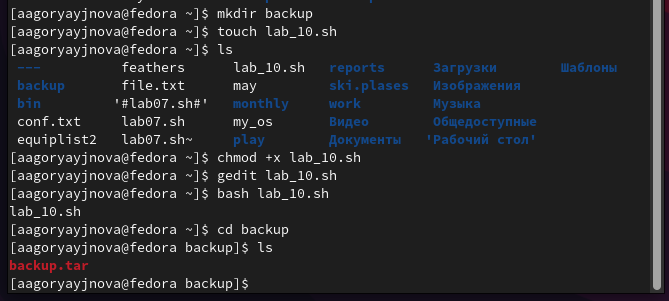 [aagoryayjnova@fedora ~]$ mkdir backup
[aagoryayjnova@fedora ~]$ touch lab_10.sh
[aagoryayjnova@fedora ~]$ ls
--- feathers lab_10.sh reports Загрузки Шаблоны
backup file.txt may ski.plases Изображения
bin '#lab07.sh#' monthly work Музыка
conf.txt lab07.sh my_os Видео Общедоступные
equiplist2 lab07.sh~ play Документы 'Рабочий стол'
[aagoryayjnova@fedora ~]$ chmod +x lab_10.sh
[aagoryayjnova@fedora ~]$ gedit lab_10.sh
[aagoryayjnova@fedora ~]$ bash lab_10.sh
lab_10.sh
[aagoryayjnova@fedora ~]$ cd backup
[aagoryayjnova@fedora backup]$ ls
backup.tar
[aagoryayjnova@fedora backup]$